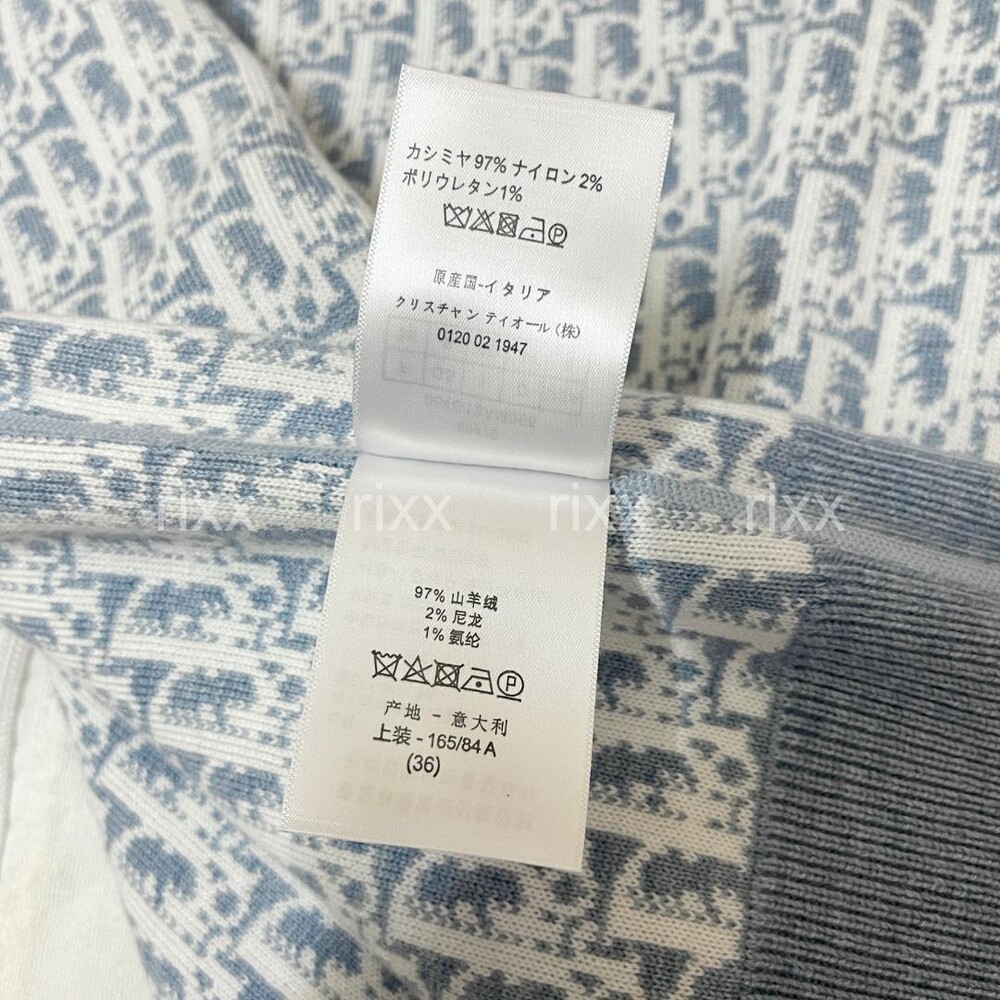 カシミヤ 97% ナイロン 2%
ポリウレタン1%
原産国-イタリア
クリスチャン ディオール (株)
0120 02 1947
rixx rixx rixx rixx
97% 山羊绒
2% 尼龙
1% 氨纶
产地 - 意大利
上装 - 165/84 A
(36)